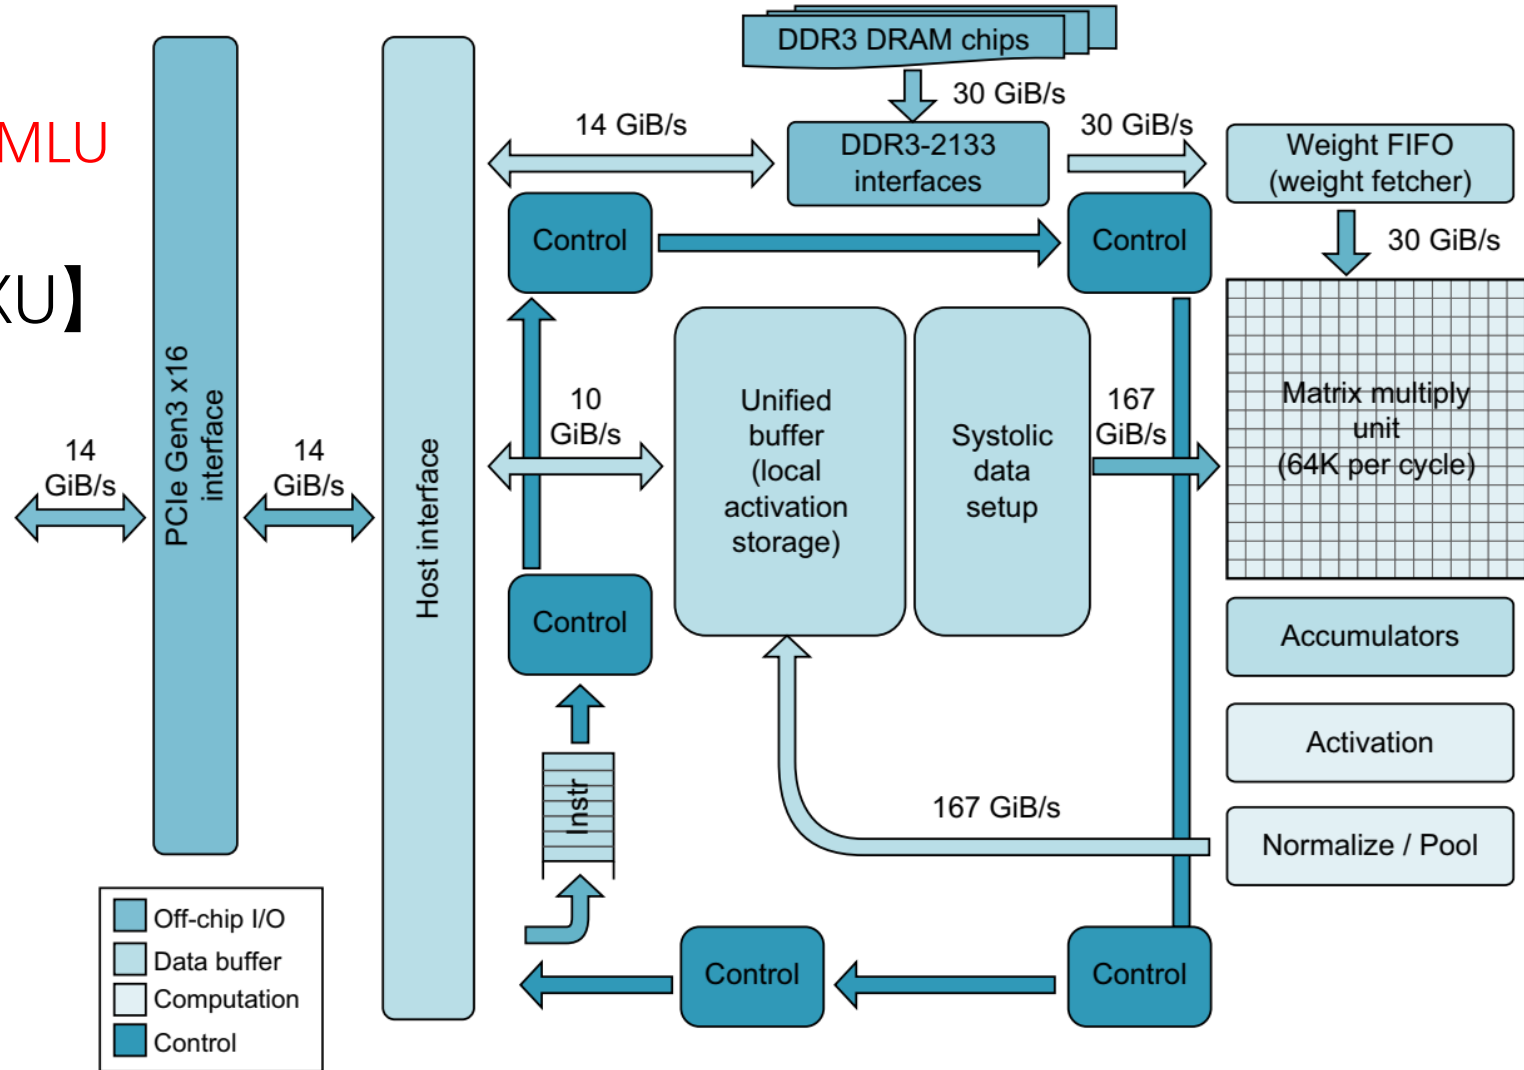 MLU
XU】
DDR3 DRAM chips
30 GiB/s
14 GiB/s
DDR3-2133
interfaces
30 GiB/s
Weight FIFO
(weight fetcher)
30 GiB/s
Control
Control
PCIe Gen3 x16
interface
Host interface
14
GiB/s
14
GiB/s
10
GiB/s
Unified
buffer
(local
activation
storage)
Systolic
data
setup
167
GiB/s
Matrix multiply
unit
(64K per cycle)
Control
Accumulators
Activation
Instr
167 GiB/s
Normalize / Pool
Control
Control
Off-chip I/O
Data buffer
Computation
Control